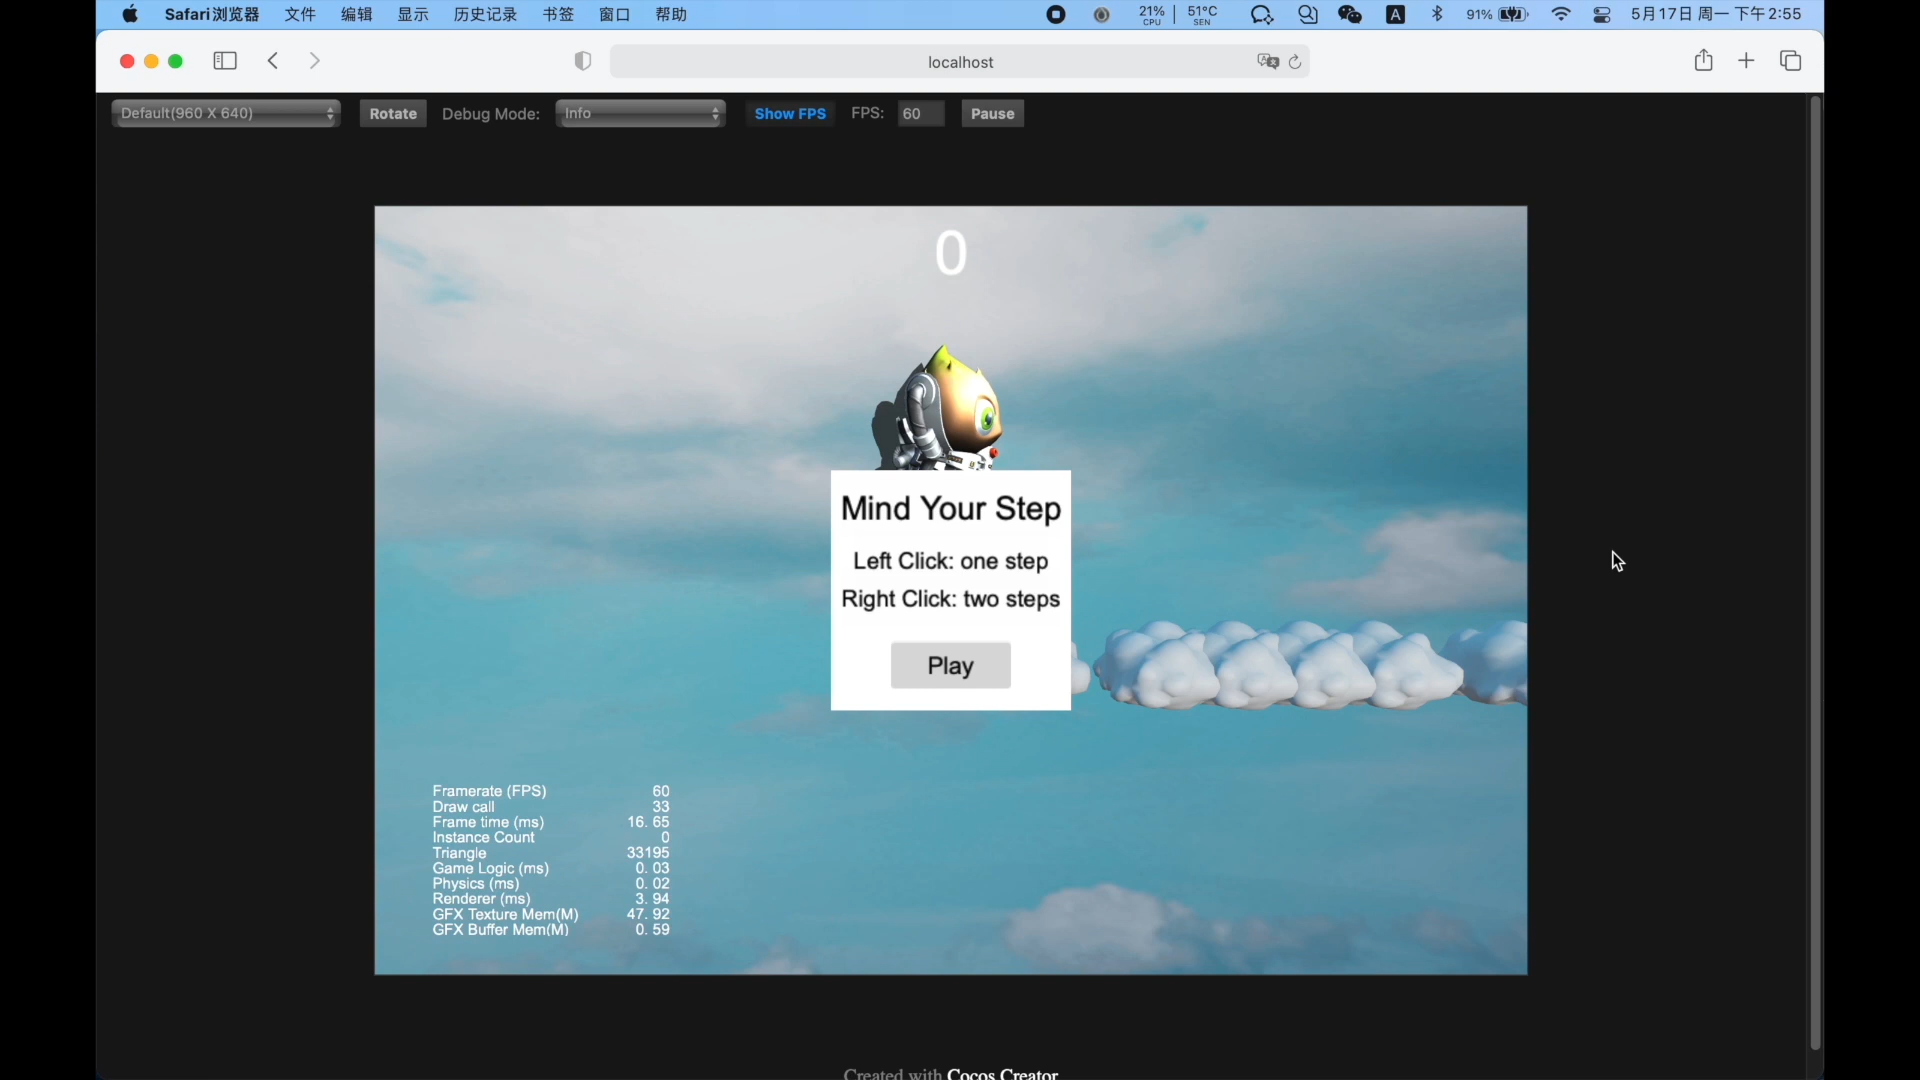 Safari浏览器 文件 编辑 显示 历史记录 书签 窗口 帮助 21% CPU 51°C SEN A 91% 5月17日 周一 下午2:55
localhost
Default(960 X 640) Rotate Debug Mode: Info Show FPS FPS: 60 Pause
0
Mind Your Step
Left Click: one step
Right Click: two steps
Play
Framerate (FPS) 60
Draw call 33
Frame time (ms) 16.65
Instance Count 0
Triangle 33195
Game Logic (ms) 0.03
Physics (ms) 0.02
Renderer (ms) 3.94
GFX Texture Mem(M) 47.92
GFX Buffer Mem(M) 0.59
Created with Cocos Creator